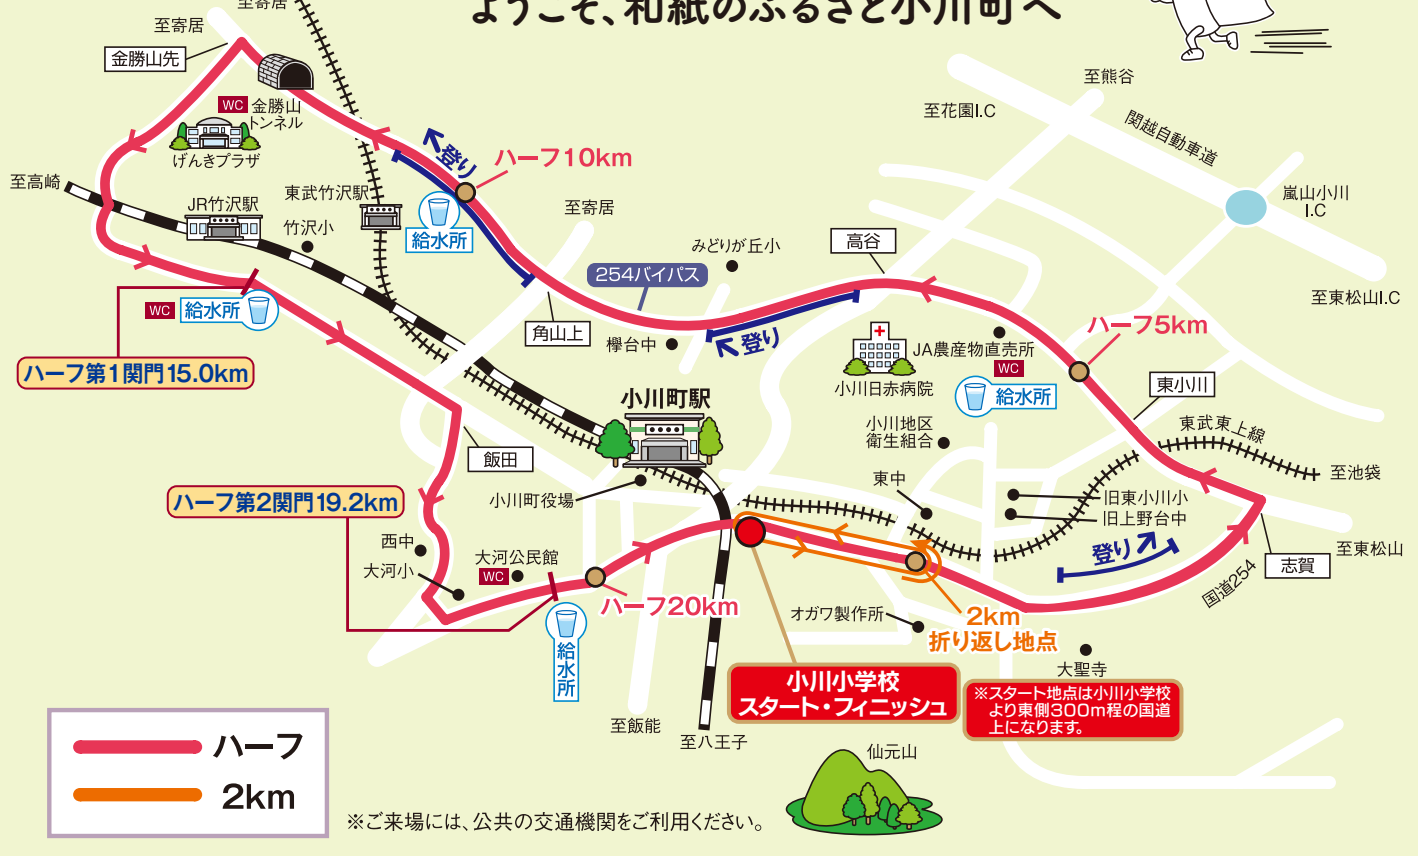 至寄居
ようこそ、和紙のふるさと小川町へ
至寄居
金勝山先
至熊谷
至花園I.C
関越自動車道
WC
金勝山
トンネル
げんきプラザ
登り
ハーフ10km
至高崎
JR竹沢駅
東武竹沢駅
竹沢小
給水所
至寄居
みどりが丘小
高谷
嵐山小川
I.C
254バイパス
至東松山I.C
WC
給水所
角山上
欅台中
登り
ハーフ5km
JA農産物直売所
WC
給水所
小川日赤病院
ハーフ第1関門15.0km
小川町駅
東小川
小川地区
衛生組合
東武東上線
飯田
至池袋
東中
旧東小川小
旧上野台中
ハーフ第2関門19.2km
小川町役場
西中
大河小
大河公民館
WC
登り
至東松山
志賀
国道254
ハーフ20km
オガワ製作所
2km
折り返し地点
給水所
大聖寺
小川小学校
スタート・フィニッシュ
※スタート地点は小川小学校
より東側300m程の国道
上になります。
至飯能
至八王子
仙元山
ハーフ
2km
※ご来場には、公共の交通機関をご利用ください。